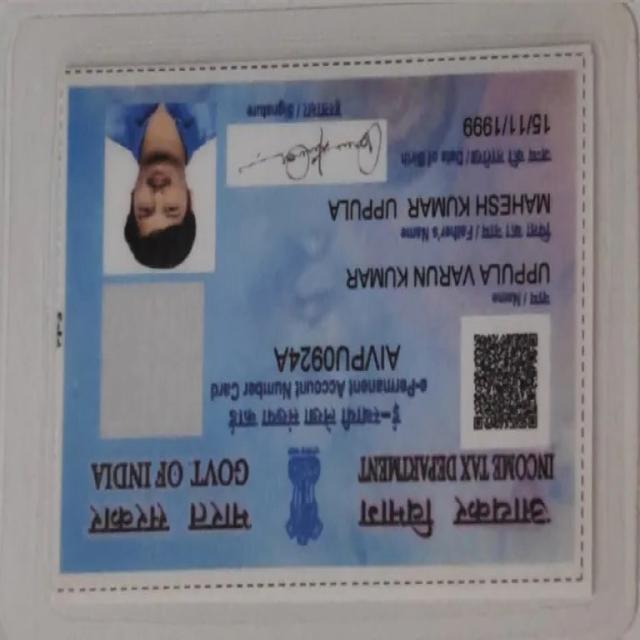 आयकर विभाग
INCOME TAX DEPARTMENT
भारत सरकार
GOVT. OF INDIA
ई-स्थायी लेखा संख्या कार्ड
e-Permanent Account Number Card
AIVPU0924A
नाम / Name
UPPULA VARUN KUMAR
पिता का नाम / Father's Name
MAHESH KUMAR UPPULA
जन्म की तारीख / Date of Birth
15/11/1999
हस्ताक्षर / Signature